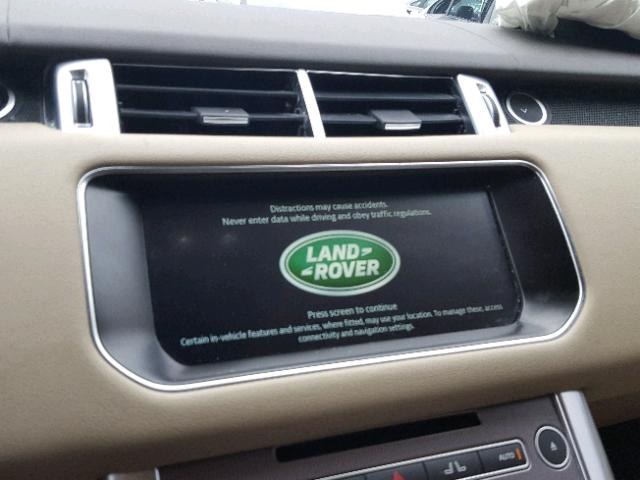 Distractions may cause accidents.
Never enter data while driving and obey traffic regulations.
LAND
ROVER
Press screen to continue
Certain in-vehicle features and services, where fitted, may use your location. To manage these, access
connectivity and navigation settings.
AUTO